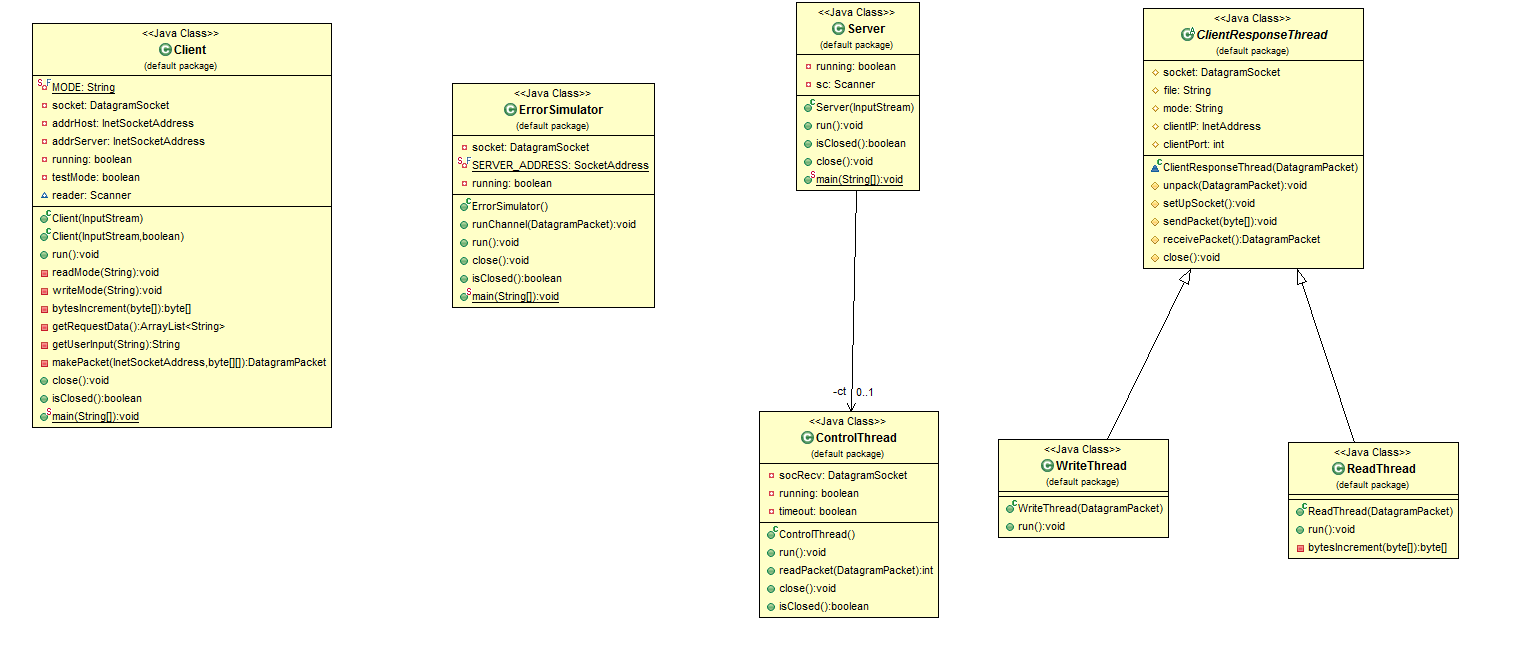 <<Java Class>>
Client
(default package)
MODE: String
socket: DatagramSocket
addrHost: InetSocketAddress
addrServer: InetSocketAddress
running: boolean
testMode: boolean
reader: Scanner
Client(InputStream)
Client(InputStream,boolean)
run():void
readMode(String):void
writeMode(String):void
bytesIncrement(byte[]):byte[]
getRequestData():ArrayList<String>
getUserInput(String):String
makePacket(InetSocketAddress,byte[][]):DatagramPacket
close():void
isClosed():boolean
main(String[]):void
<<Java Class>>
ErrorSimulator
(default package)
socket: DatagramSocket
SERVER_ADDRESS: SocketAddress
running: boolean
ErrorSimulator()
runChannel(DatagramPacket):void
run():void
close():void
isClosed():boolean
main(String[]):void
<<Java Class>>
Server
(default package)
running: boolean
sc: Scanner
Server(InputStream)
run():void
isClosed():boolean
close():void
main(String[]):void
-ct 0..1
<<Java Class>>
ControlThread
(default package)
socRecv: DatagramSocket
running: boolean
timeout: boolean
ControlThread()
run():void
readPacket(DatagramPacket):int
close():void
isClosed():boolean
<<Java Class>>
ClientResponseThread
(default package)
socket: DatagramSocket
file: String
mode: String
clientIP: InetAddress
clientPort: int
ClientResponseThread(DatagramPacket)
unpack(DatagramPacket):void
setUpSocket():void
sendPacket(byte[]):void
receivePacket():DatagramPacket
close():void
<<Java Class>>
WriteThread
(default package)
WriteThread(DatagramPacket)
run():void
<<Java Class>>
ReadThread
(default package)
ReadThread(DatagramPacket)
run():void
bytesIncrement(byte[]):byte[]